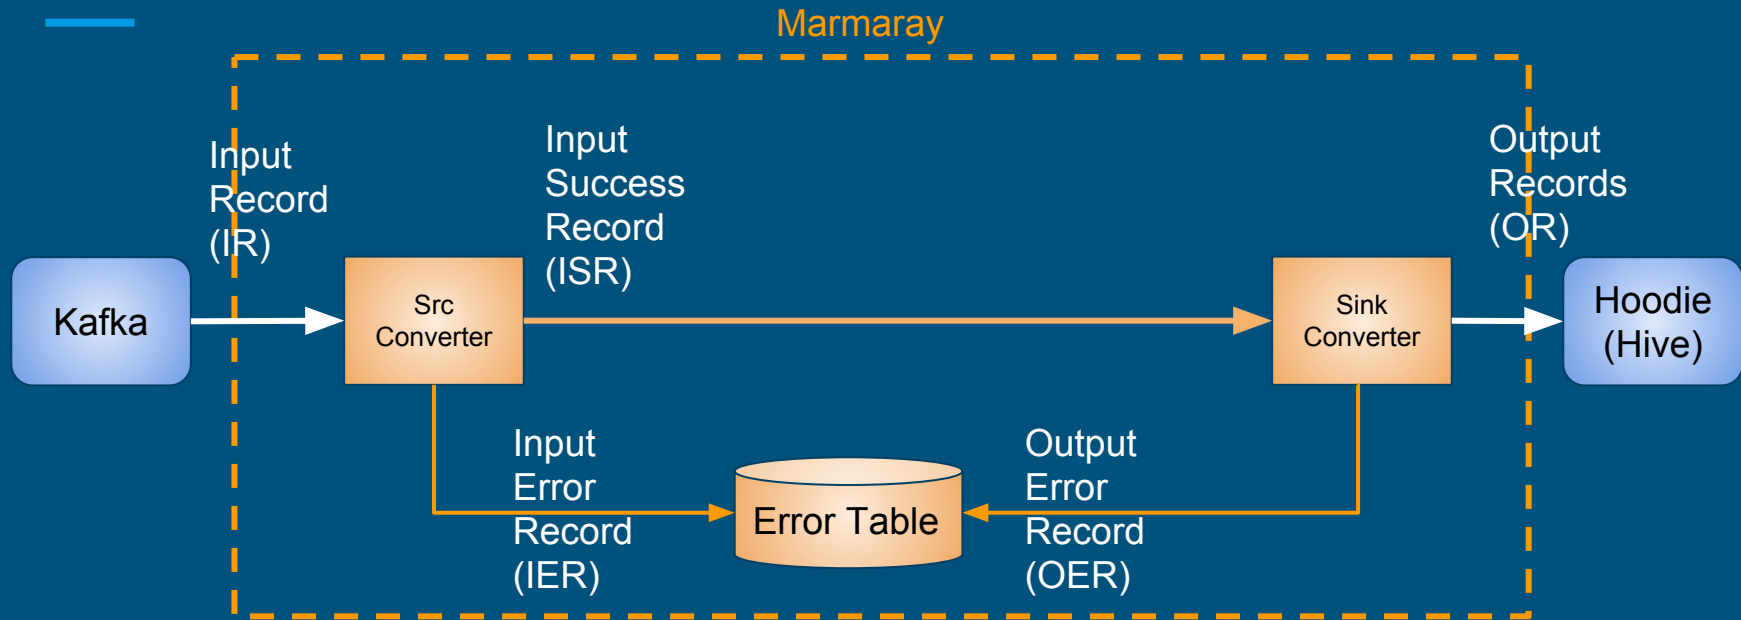 Marmaray
Input
Record
(IR)
Input
Success
Record
(ISR)
Output
Records
(OR)
Kafka
Src
Converter
Sink
Converter
Hoodie
(Hive)
Input
Error
Record
(IER)
Error Table
Output
Error
Record
(OER)